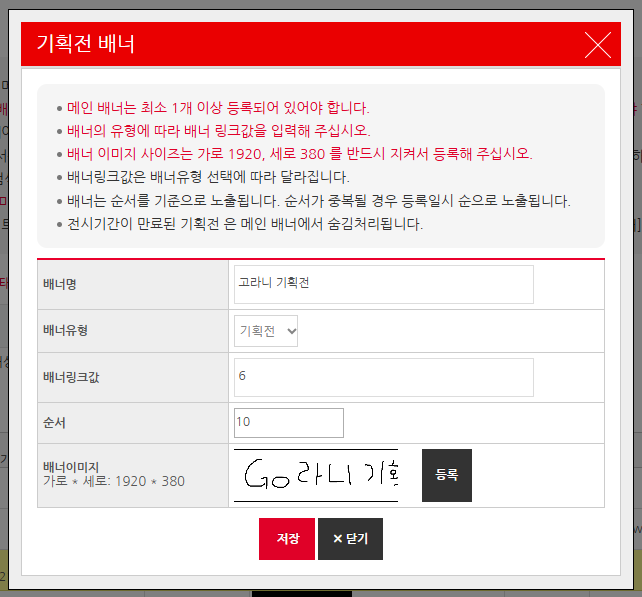 기획전 배너
메인 배너는 최소 1개 이상 등록되어 있어야 합니다.
배너의 유형에 따라 배너 링크값을 입력해 주십시오.
배너 이미지 사이즈는 가로 1920, 세로 380 를 반드시 지켜서 등록해 주십시오.
배너링크값은 배너유형 선택에 따라 달라집니다.
배너는 순서를 기준으로 노출됩니다. 순서가 중복될 경우 등록일시 순으로 노출됩니다.
전시기간이 만료된 기획전 은 메인 배너에서 숨김처리됩니다.
배너명 고라니 기획전
배너유형 기획전
배너링크값 6
순서 10
배너이미지
가로 * 세로: 1920 * 380
Go라니 기획 등록
저장 × 닫기